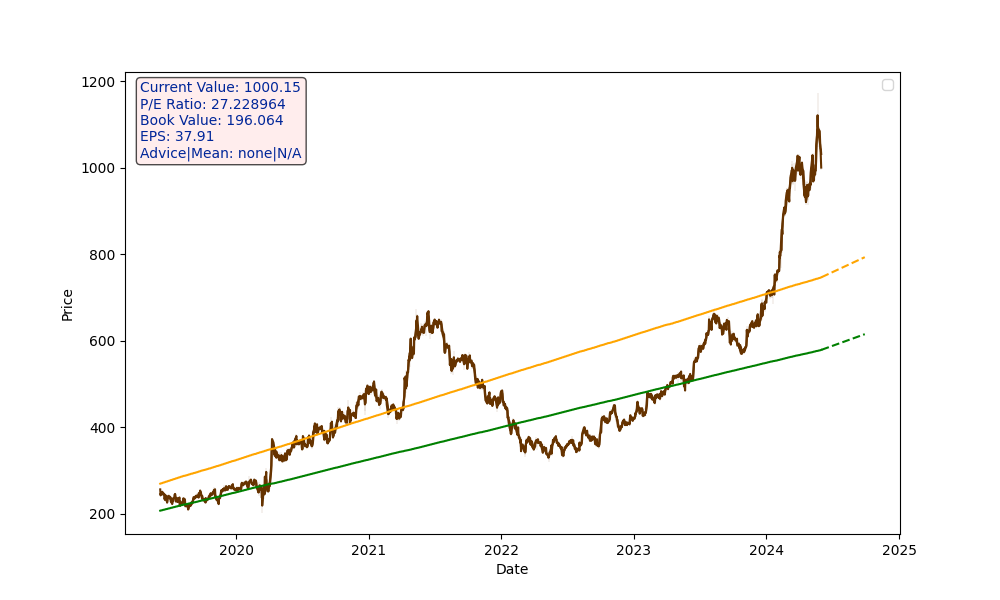 Current Value: 1000.15
P/E Ratio: 27.228964
Book Value: 196.064
EPS: 37.91
Advice|Mean: none|N/A
1200
1000
800
600
400
200
Price
2020
2021
2022
2023
2024
2025
Date